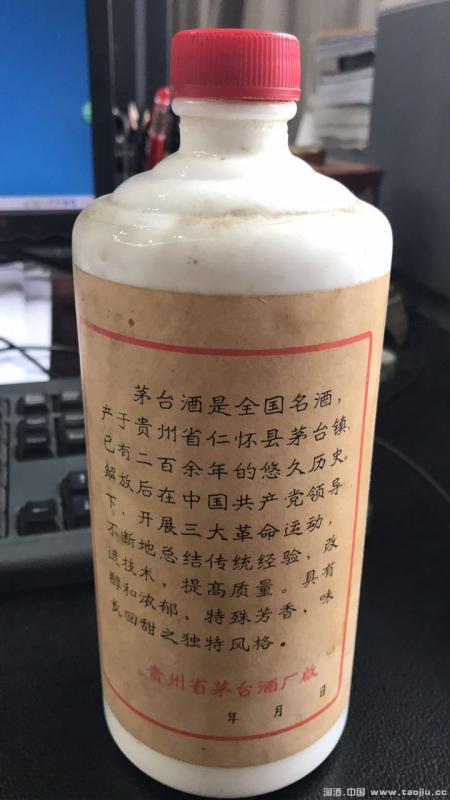 茅台酒是全国名酒，
产于贵州省仁怀县茅台镇
已有二百余年的悠久历史
解放后在中国共产党领导
下，开展三大革命运动，
不断地总结传统经验、改
进技术，提高质量。具有
醇和浓郁，特殊芳香，味
长回甜之独特风格。
贵州省茅台酒厂啟
年 月 日
淘酒.中国 www.taojiu.cc